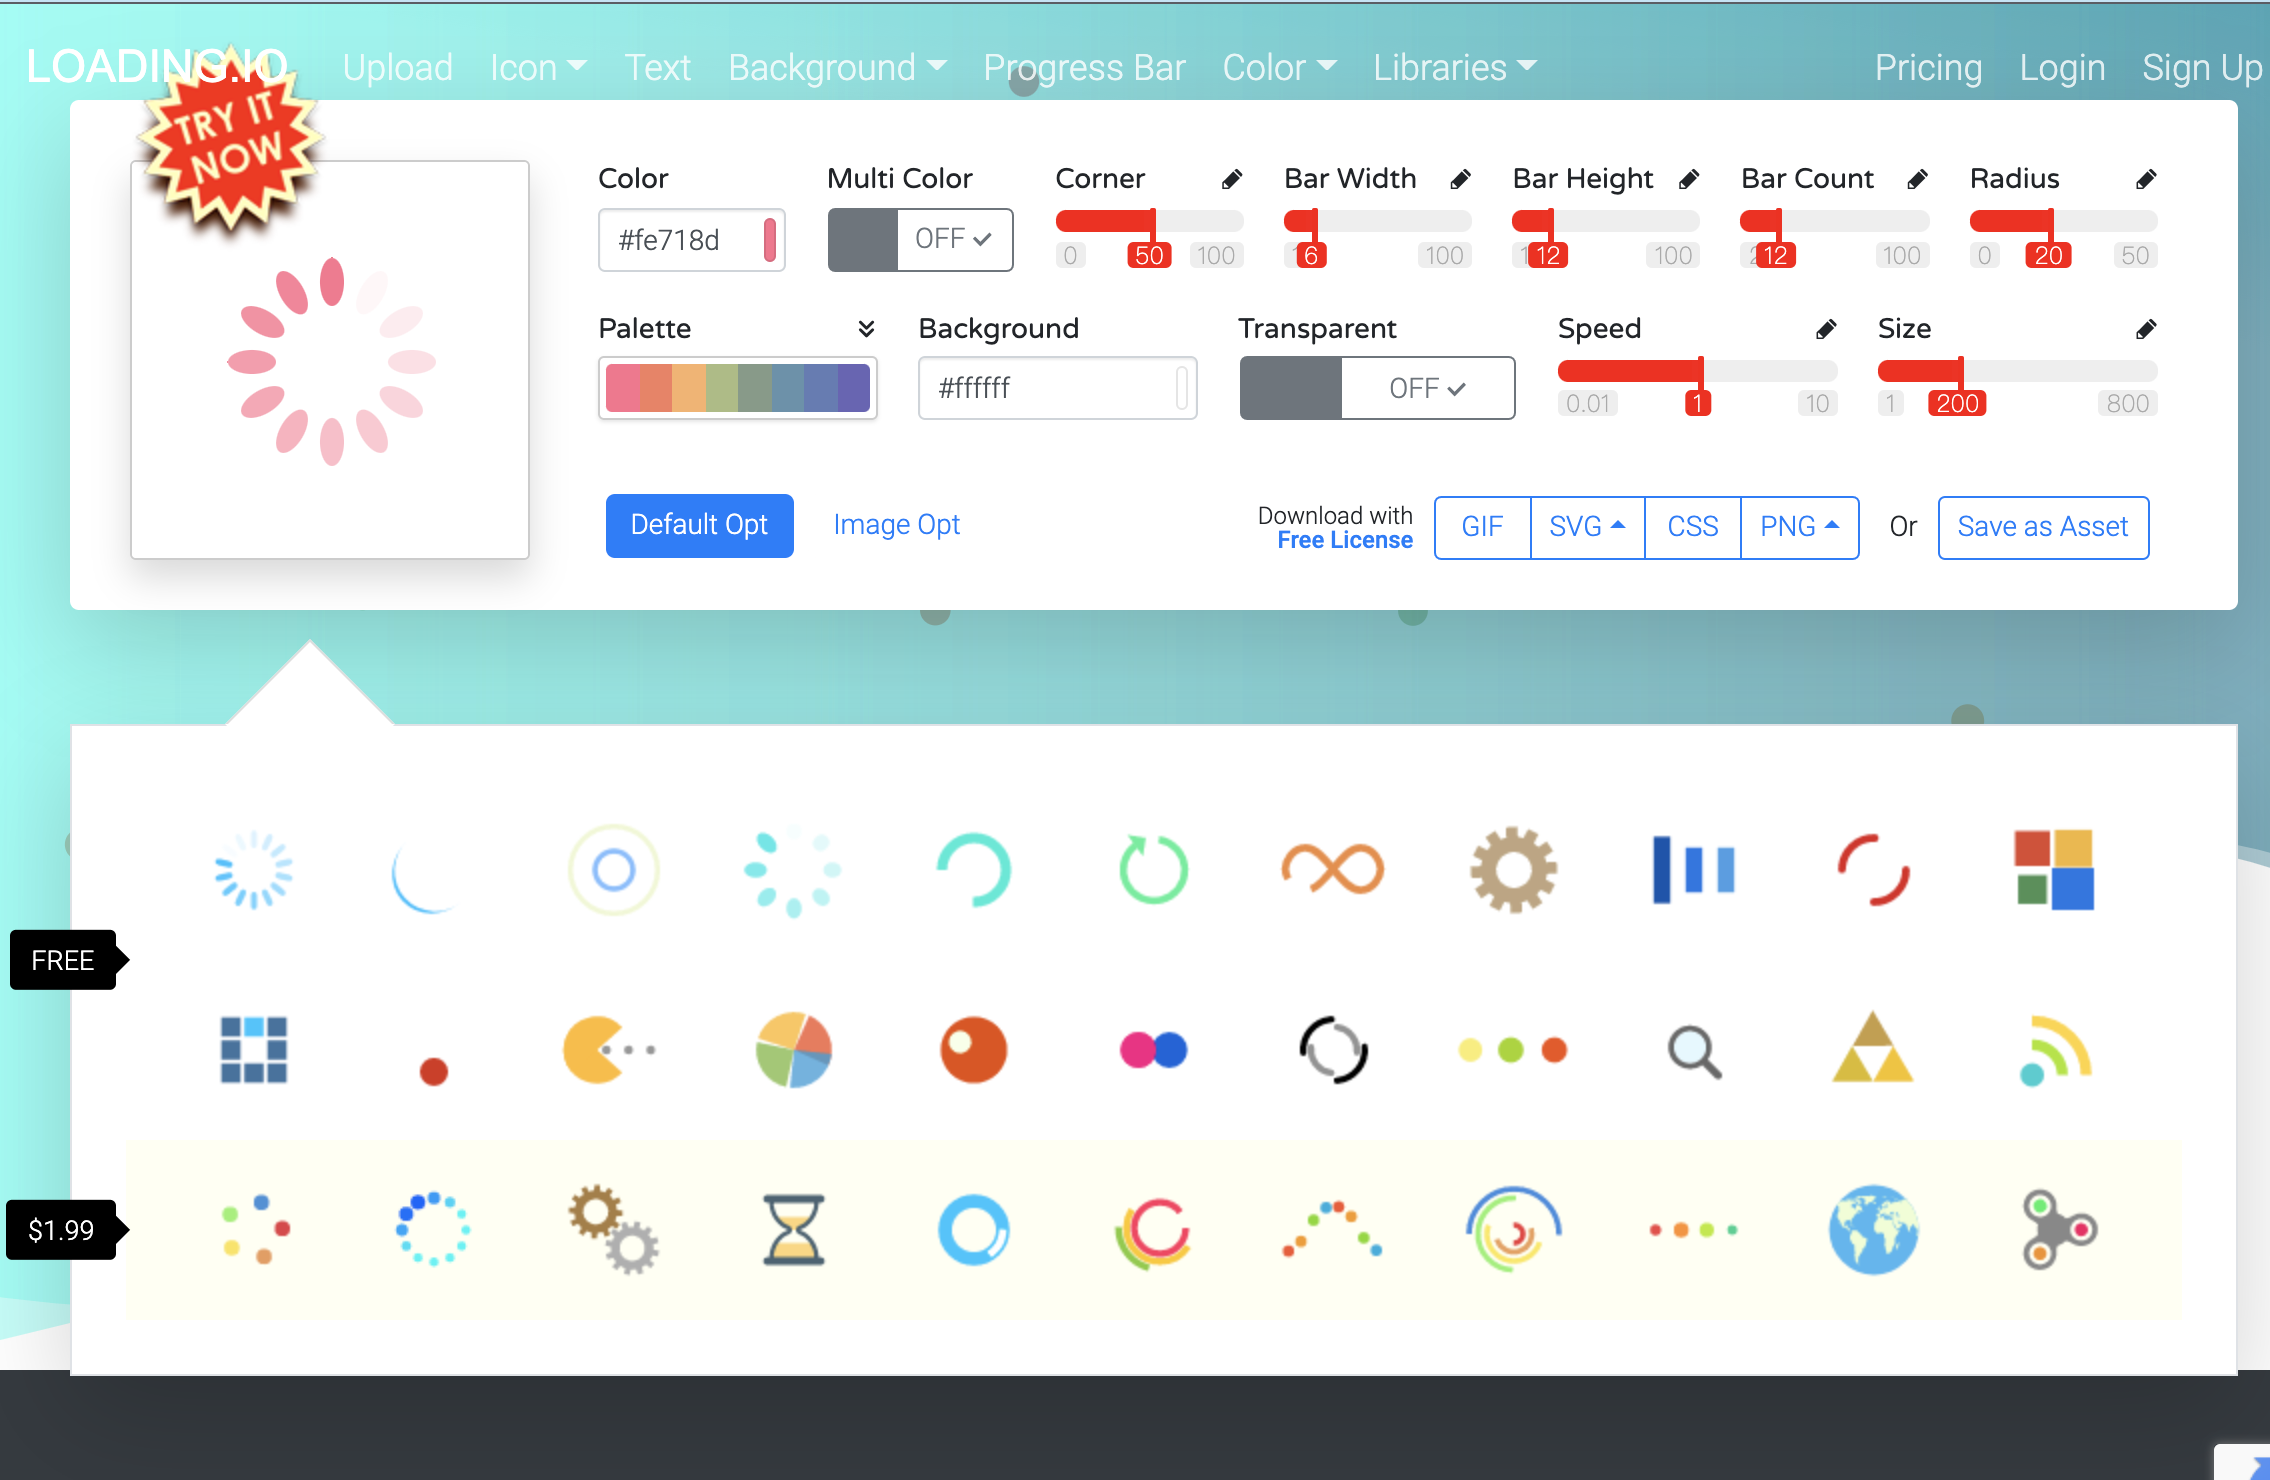 LOADING.IO Upload Icon Text Background Progress Bar Color Libraries Pricing Login Sign Up
TRY IT
NOW
Color Multi Color Corner Bar Width Bar Height Bar Count Radius
#fe718d OFF
0 50 100 6 100 12 100 12 100 0 20 50
Palette Background Transparent Speed Size
#ffffff OFF
0.01 1 10 1 200 800
Default Opt Image Opt Download with
Free License
GIF SVG CSS PNG Or Save as Asset
FREE
$1.99